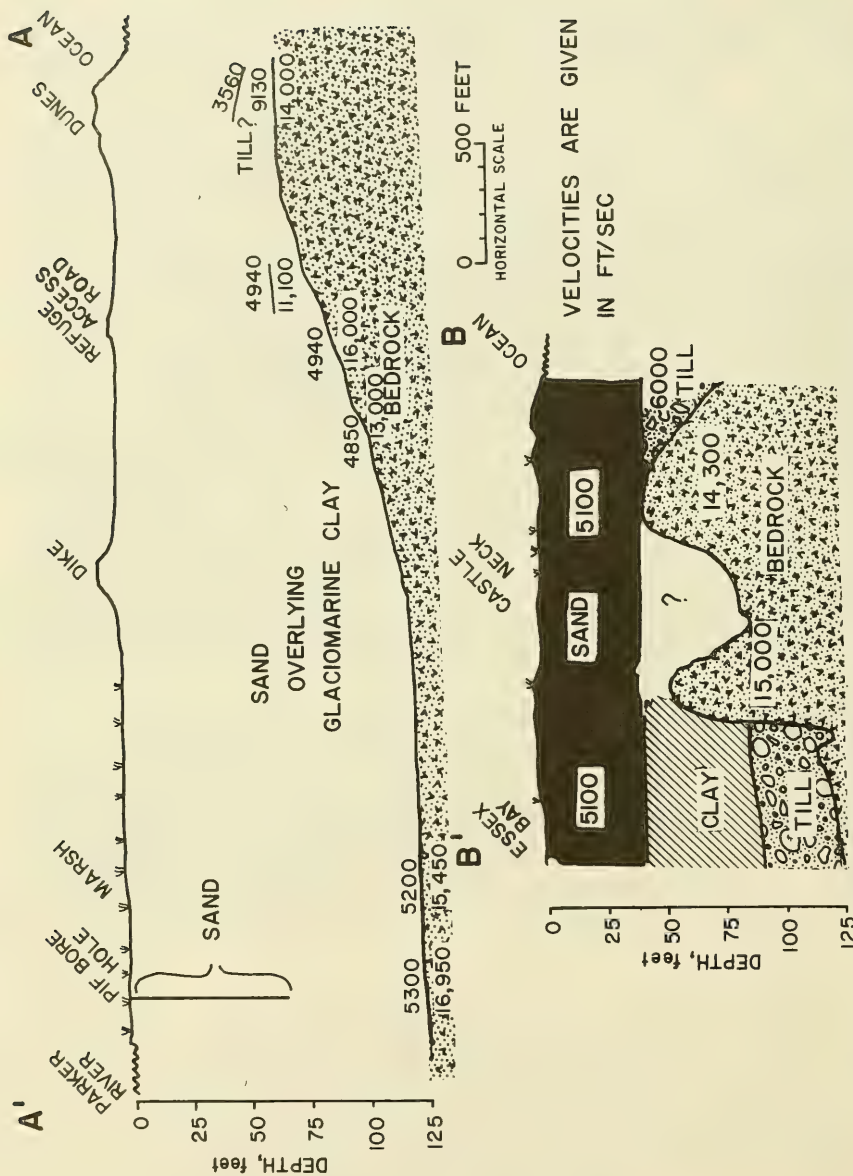 A'
A
PARKER
RIVER
PIF BORE
HOLE
MARSH
DIKE
REFUGE
ACCESS
ROAD
DUNES
OCEAN
SAND
SAND
OVERLYING
GLACIOMARINE CLAY
TILL?
3560
9130
14,000
4940
11,100
4940
16,000
4850
13,000
BEDROCK
5200
15,450
5300
16,950
0
25
50
75
100
125
DEPTH, feet
0 500 FEET
HORIZONTAL SCALE
VELOCITIES ARE GIVEN
IN FT/SEC
B'
B
ESSEX
BAY
CASTLE
NECK
OCEAN
5100
SAND
5100
6000
TILL
CLAY
?
14,300
TILL
15,000
BEDROCK
0
25
50
75
100
125
DEPTH, feet